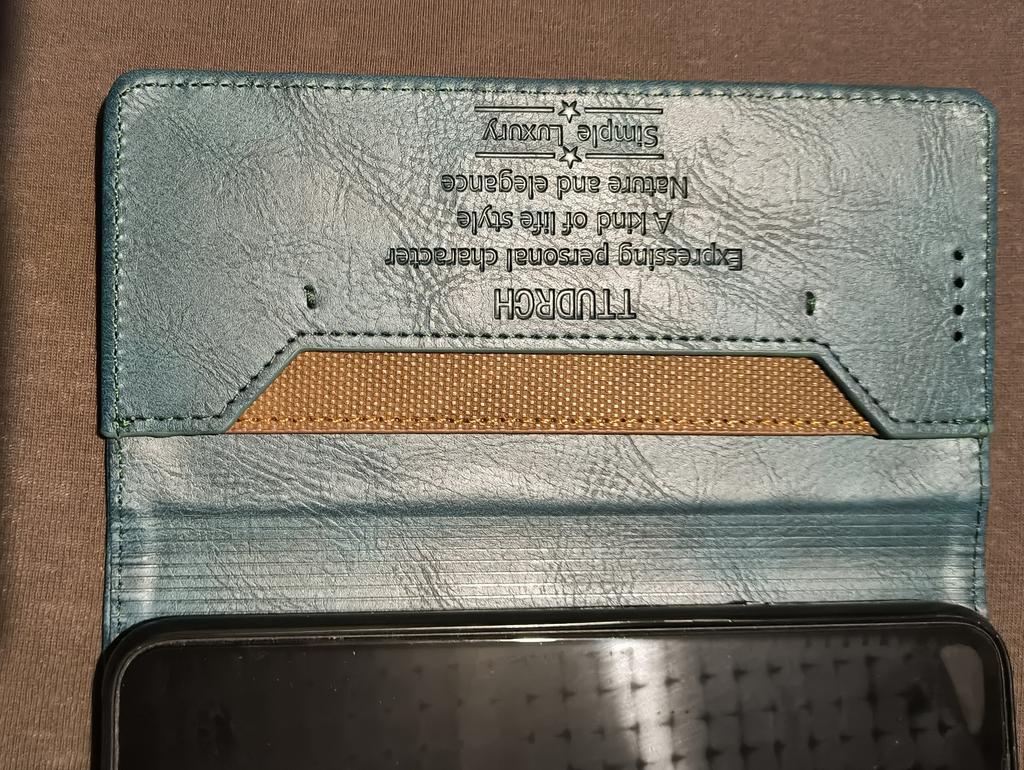 TTUDRCH
Expressing personal character
A kind of life style
Nature and elegance
Simple Luxury